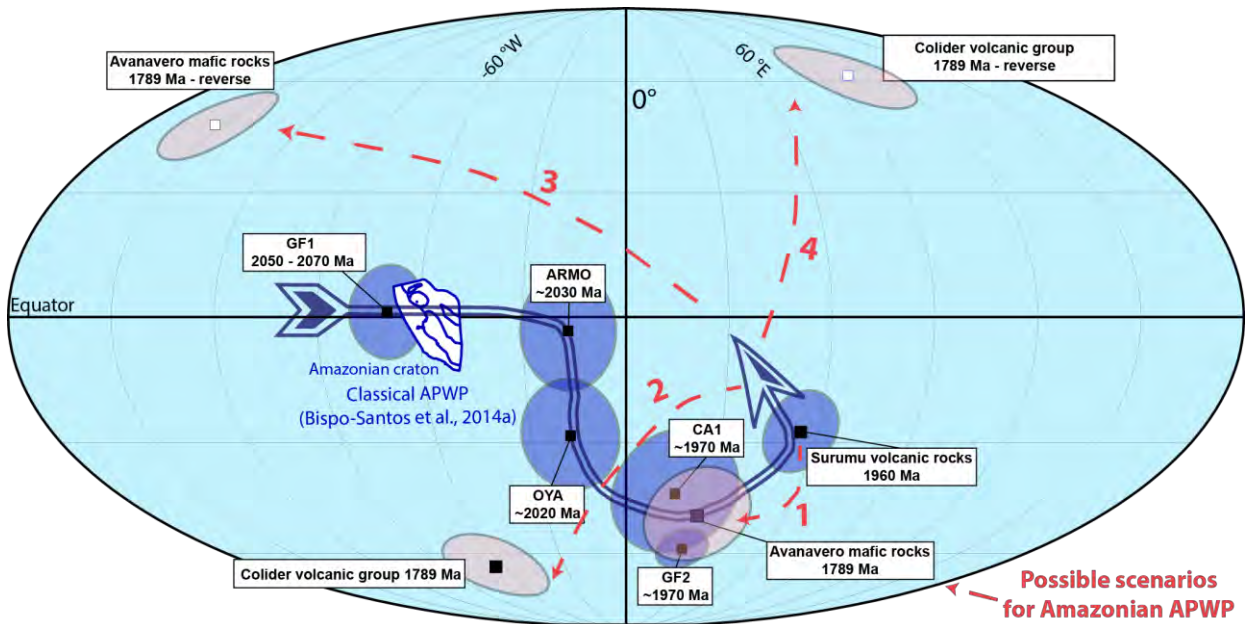 Avanavero mafic rocks
1789 Ma - reverse
-60 °W
60 °E
Colider volcanic group
1789 Ma - reverse
0°
3
4
GF1
2050 - 2070 Ma
ARMO
~2030 Ma
Equator
Amazonian craton
Classical APWP
(Bispo-Santos et al., 2014a)
2
CA1
~1970 Ma
Surumu volcanic rocks
1960 Ma
OYA
~2020 Ma
1
Avanavero mafic rocks
1789 Ma
Colider volcanic group 1789 Ma
GF2
~1970 Ma
Possible scenarios
for Amazonian APWP